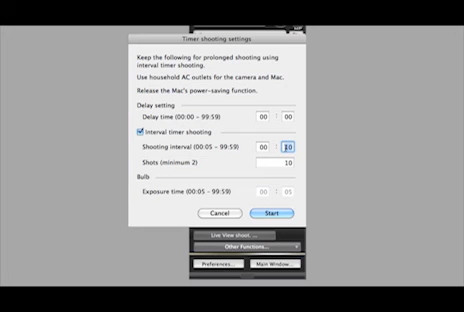 Timer shooting settings
Keep the following for prolonged shooting using
interval timer shooting.
Use household AC outlets for the camera and Mac.
Release the Mac's power-saving function.
Delay setting
Delay time (00:00 - 99:59) 00 : 00
Interval timer shooting
Shooting interval (00:05 - 99:59) 00 : 10
Shots (minimum 2) 10
Bulb
Exposure time (00:05 - 99:59) 00 : 05
Cancel Start
Live View shoot. ...
Other Functions...
Preferences... Main Window...